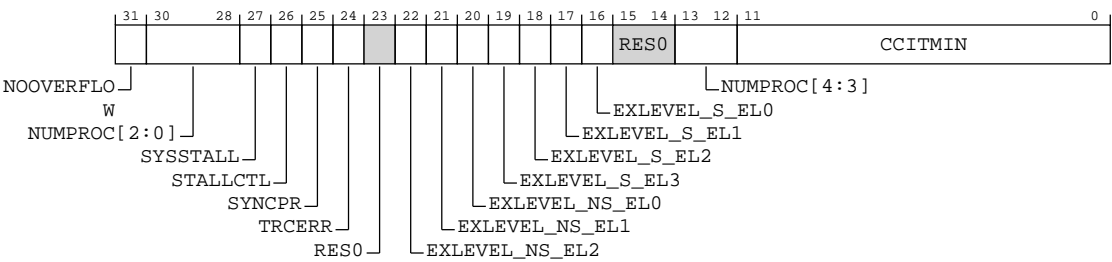 31 30 28 27 26 25 24 23 22 21 20 19 18 17 16 15 14 13 12 11 0
RES0 CCITMIN
NOOVERFLO NUMPROC[4:3]
W EXLEVEL_S_EL0
NUMPROC[2:0] EXLEVEL_S_EL1
SYSSTALL EXLEVEL_S_EL2
STALLCTL EXLEVEL_S_EL3
SYNCPR EXLEVEL_NS_EL0
TRCERR EXLEVEL_NS_EL1
RES0 EXLEVEL_NS_EL2